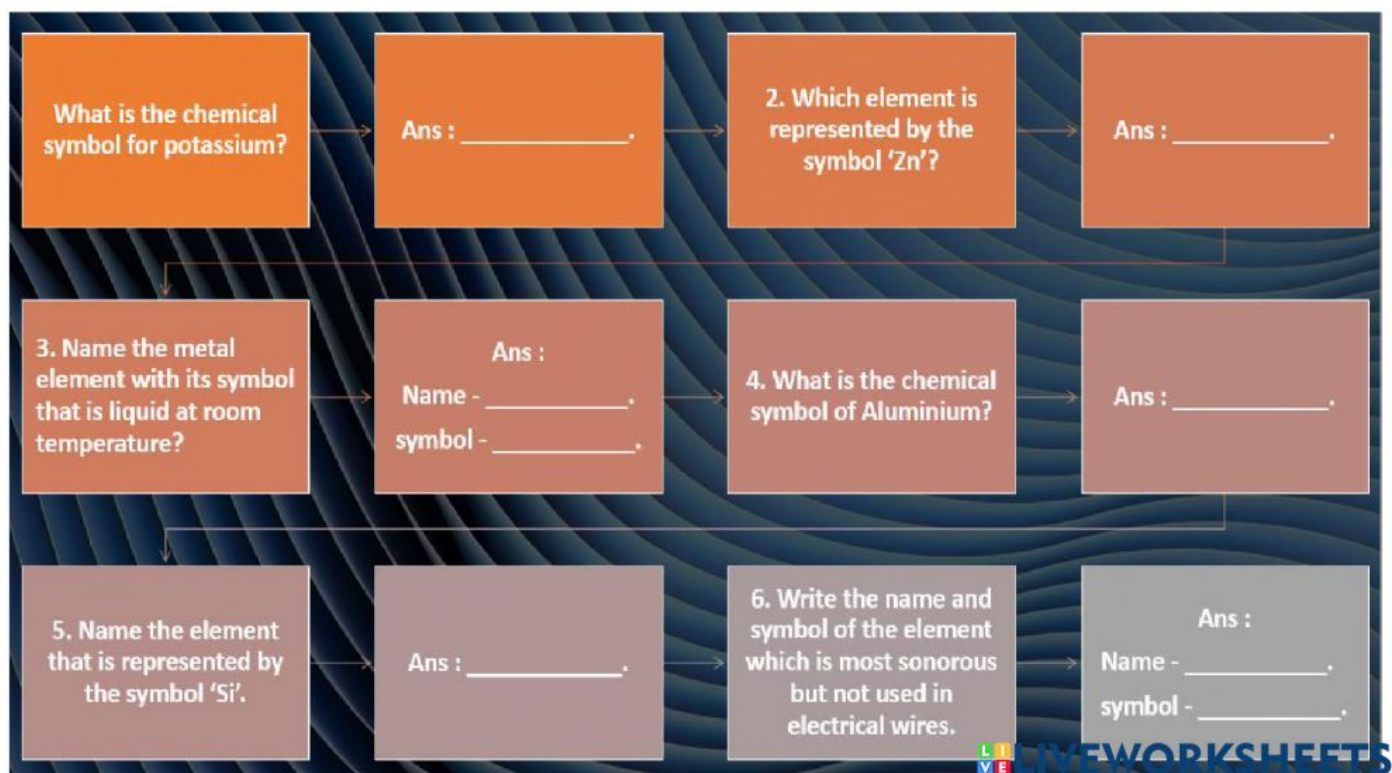 What is the chemical
symbol for potassium?
Ans : ____________.
2. Which element is
represented by the
symbol ‘Zn’?
Ans : ___________.
3. Name the metal
element with its symbol
that is liquid at room
temperature?
Ans :
Name - __________.
symbol - __________.
4. What is the chemical
symbol of Aluminium?
Ans : ___________.
5. Name the element
that is represented by
the symbol ‘Si’.
Ans : ___________.
6. Write the name and
symbol of the element
which is most sonorous
but not used in
electrical wires.
Ans :
Name - __________.
symbol - __________.
LIVE LIVEWORKSHEETS